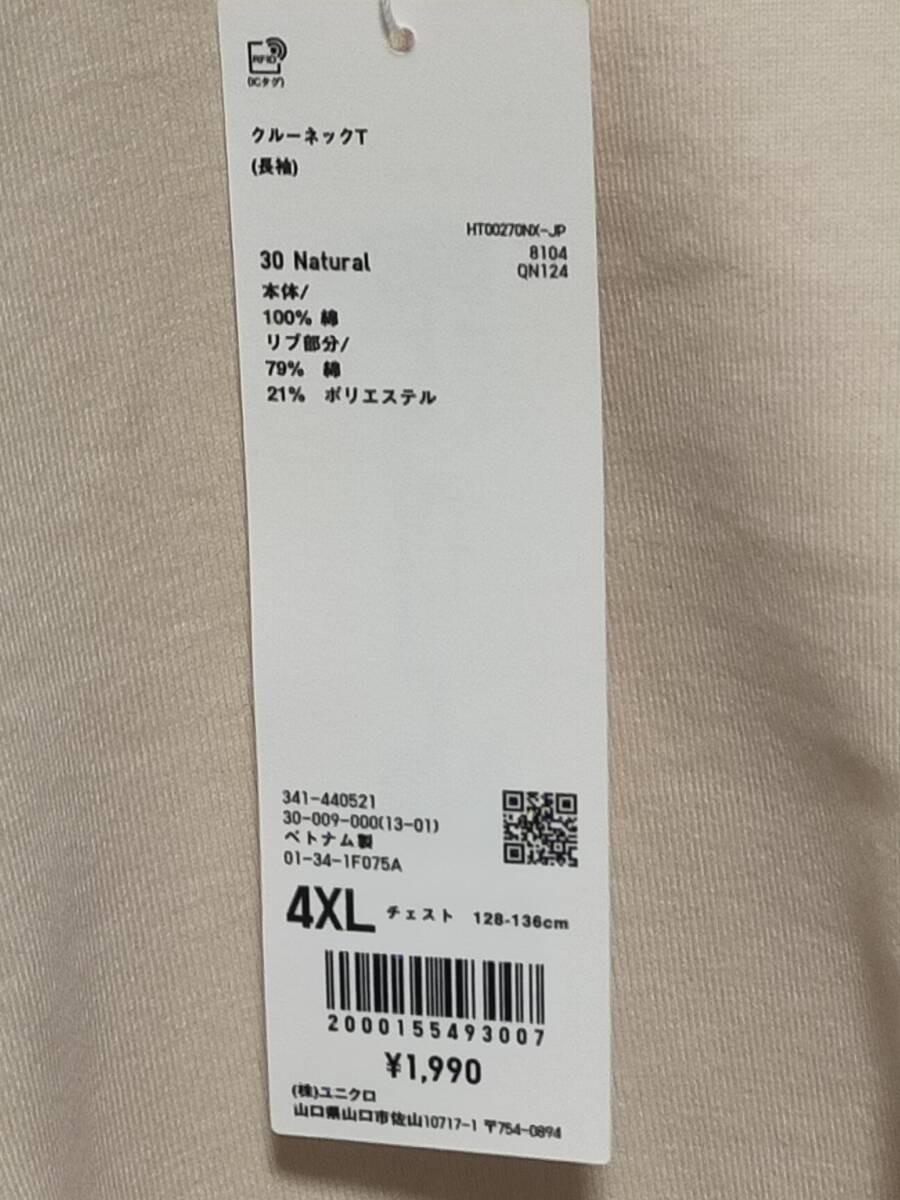 RFID
(ICタグ)
クルーネックT
(長袖)
HT00270NX-JP
8104
QN124
30 Natural
本体/
100% 綿
リブ部分/
79% 綿
21% ポリエステル
341-440521
30-009-000(13-01)
ベトナム製
01-34-1F075A
4XL チェスト 128-136cm
2000155493007
¥1,990
(株)ユニクロ
山口県山口市佐山10717-1 〒754-0894